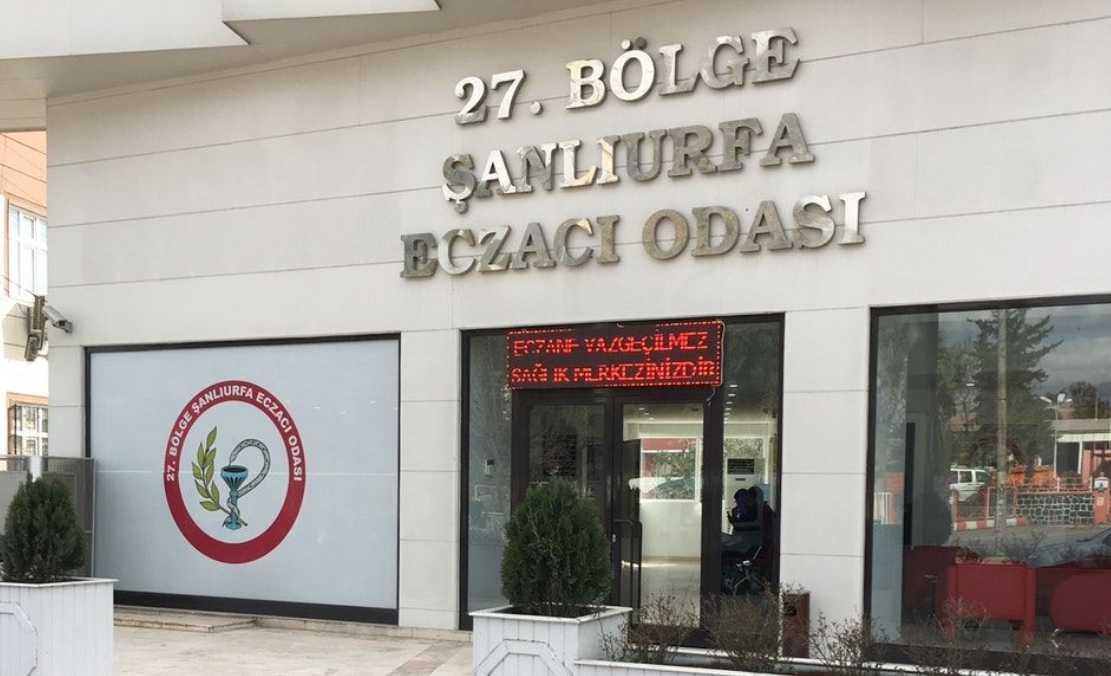 27. BÖLGE
ŞANLIURFA
ECZACI ODASI
ECZANE VAZGEÇİLMEZ
SAĞLIK MERKEZİNİZDİR
27. BÖLGE ŞANLIURFA ECZACI ODASI